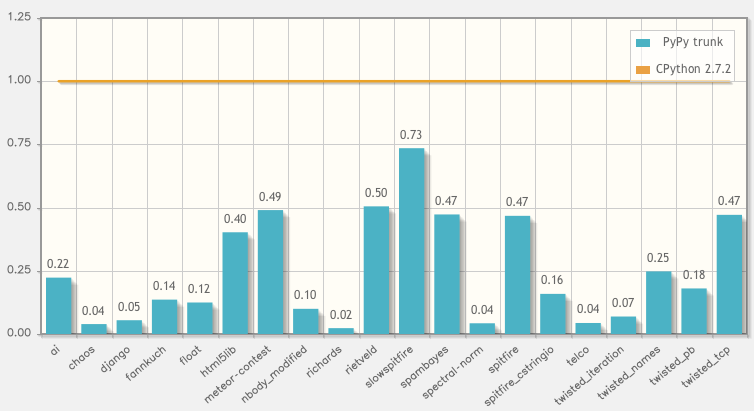 1.25
PyPy trunk
CPython 2.7.2
1.00
0.75
0.50
0.25
0.00
0.22
0.04
0.05
0.14
0.12
0.40
0.49
0.10
0.02
0.50
0.73
0.47
0.04
0.47
0.16
0.04
0.07
0.25
0.18
0.47
ai
chaos
django
fannkuch
float
html5lib
meteor-contest
nbody_modified
richards
rietveld
slowspitfire
spambayes
spectral-norm
spitfire
spitfire_cstringio
telco
twisted_iteration
twisted_names
twisted_pb
twisted_tcp